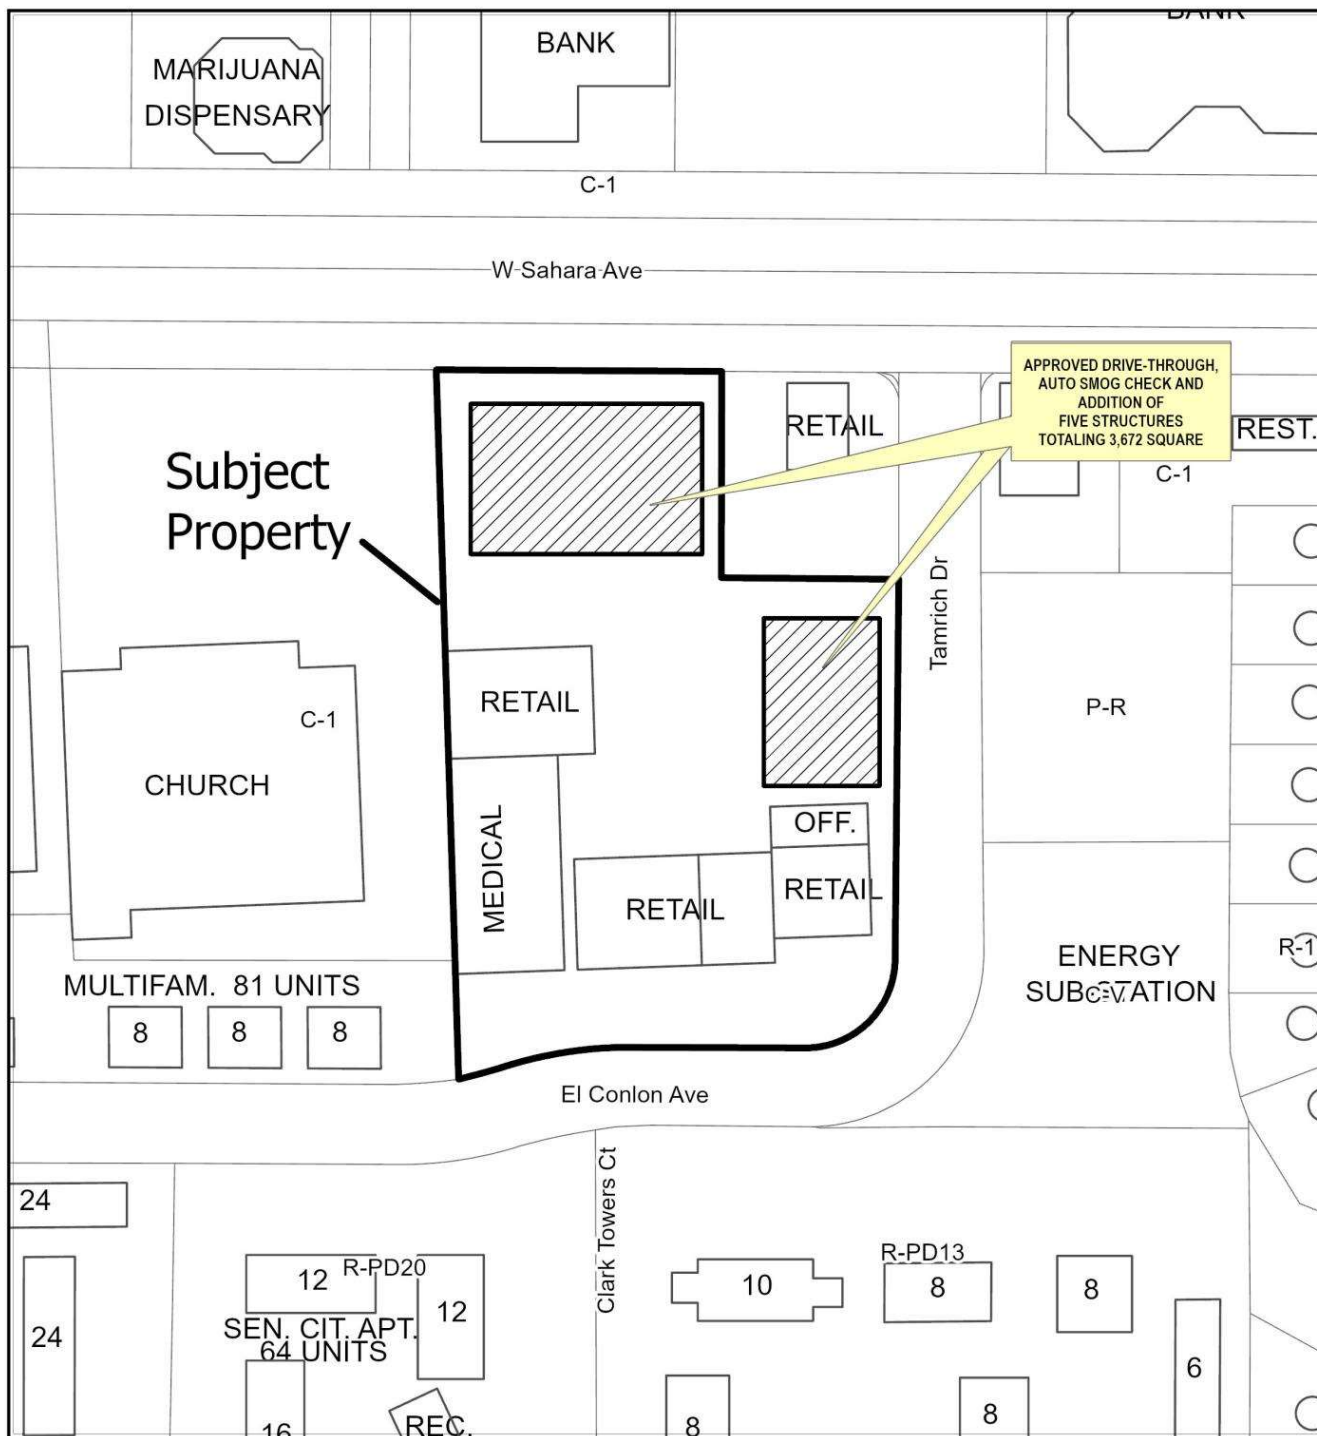 BANK
BANK
MARIJUANA
DISPENSARY
C-1
W Sahara Ave
APPROVED DRIVE-THROUGH,
AUTO SMOG CHECK AND
ADDITION OF
FIVE STRUCTURES
TOTALING 3,672 SQUARE
RETAIL
REST.
C-1
Subject
Property
Tamrich Dr
RETAIL
P-R
C-1
CHURCH
MEDICAL
OFF.
RETAIL
RETAIL
ENERGY
SUBSTATION
C-V
R-1
MULTIFAM. 81 UNITS
8
8
8
El Conlon Ave
Clark Towers Ct
24
24
12
R-PD20
12
SEN. CIT. APT.
64 UNITS
16
REC.
10
R-PD13
8
8
6
8
8